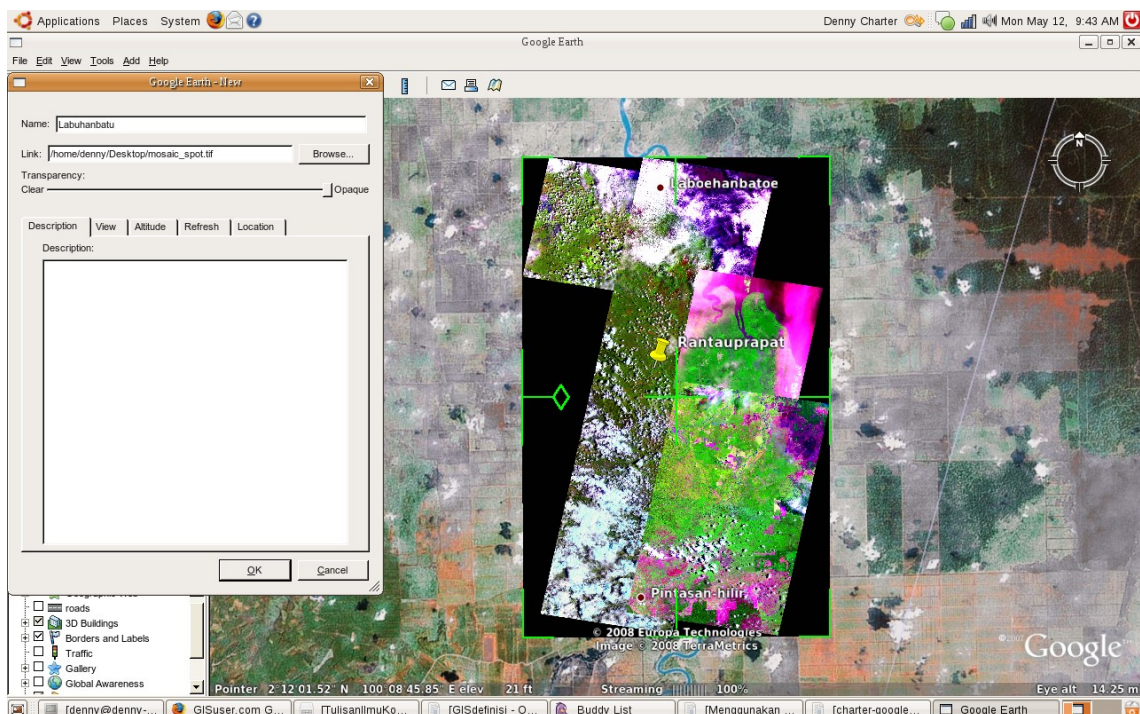 Applications Places System Denny Charter Mon May 12, 9:43 AM
Google Earth
File Edit View Tools Add Help
Google Earth - New
Name: Labuhanbatu
Link: /home/denny/Desktop/mosaic_spot.tif Browse...
Transparency:
Clear Opaque
Description View Altitude Refresh Location
Description:
OK Cancel
roads
3D Buildings
Borders and Labels
Traffic
Gallery
Global Awareness
N
Laboehanbatoe
Rantauprapat
Pintasan-hilir
© 2008 Europa Technologies
Image © 2008 TerraMetrics
©2007 Google™
Pointer 2°12'01.52" N 100°08'45.85" E elev 21 ft Streaming 100% Eye alt 14.25 m
[denny@denny-... GISuser.com G... [TulisanIlmuKo... [GISdefinisi - O... Buddy List [Menggunakan ... [charter-google... Google Earth